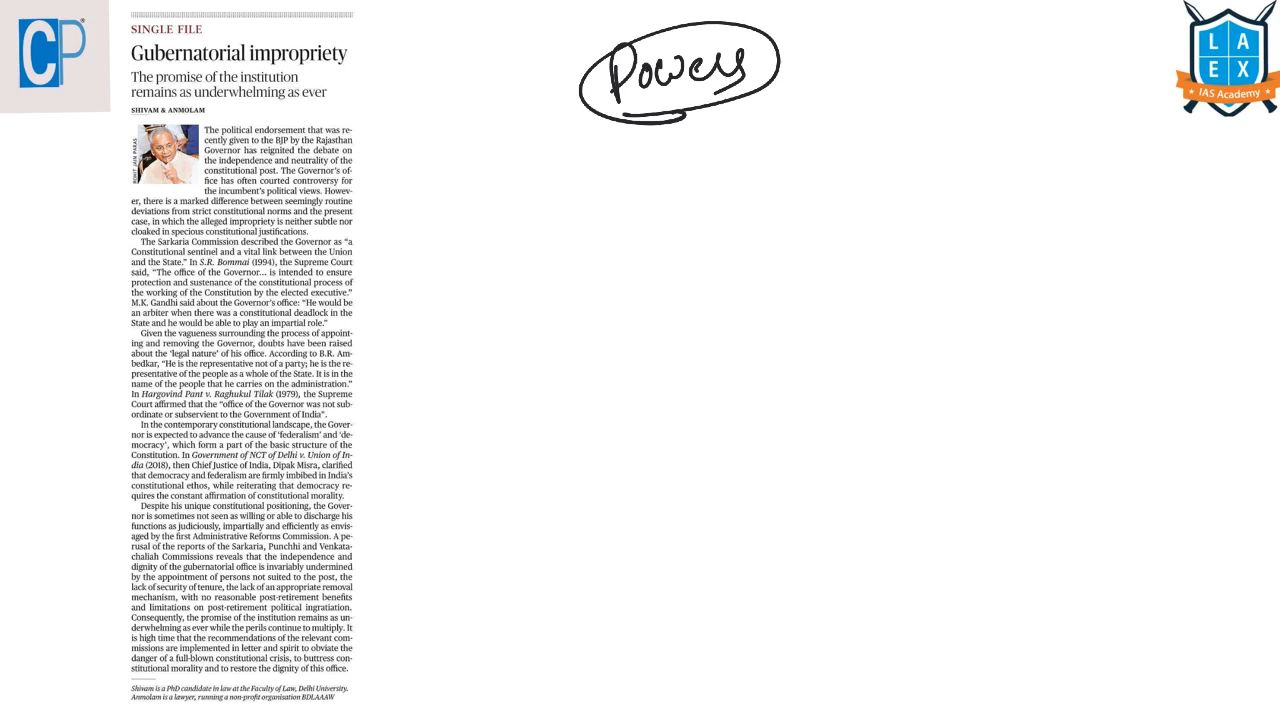 CP
SINGLE FILE
Gubernatorial impropriety
The promise of the institution
remains as underwhelming as ever
SHIVAM & ANMOLAM
ROHIT JAIN PARAS
The political endorsement that was re-
cently given to the BJP by the Rajasthan
Governor has reignited the debate on
the independence and neutrality of the
constitutional post. The Governor's of-
fice has often courted controversy for
the incumbent's political views. Howev-
er, there is a marked difference between seemingly routine
deviations from strict constitutional norms and the present
case, in which the alleged impropriety is neither subtle nor
cloaked in specious constitutional justifications.
The Sarkaria Commission described the Governor as "a
Constitutional sentinel and a vital link between the Union
and the State." In S.R. Bommai (1994), the Supreme Court
said, "The office of the Governor... is intended to ensure
protection and sustenance of the constitutional process of
the working of the Constitution by the elected executive."
M.K. Gandhi said about the Governor's office: "He would be
an arbiter when there was a constitutional deadlock in the
State and he would be able to play an impartial role."
Given the vagueness surrounding the process of appoint-
ing and removing the Governor, doubts have been raised
about the 'legal nature' of his office. According to B.R. Am-
bedkar, "He is the representative not of a party; he is the re-
presentative of the people as a whole of the State. It is in the
name of the people that he carries on the administration."
In Hargovind Pant v. Raghukul Tilak (1979), the Supreme
Court affirmed that the "office of the Governor was not sub-
ordinate or subservient to the Government of India".
In the contemporary constitutional landscape, the Gover-
nor is expected to advance the cause of 'federalism' and 'de-
mocracy', which form a part of the basic structure of the
Constitution. In Government of NCT of Delhi v. Union of In-
dia (2018), then Chief Justice of India, Dipak Misra, clarified
that democracy and federalism are firmly imbibed in India's
constitutional ethos, while reiterating that democracy re-
quires the constant affirmation of constitutional morality.
Despite his unique constitutional positioning, the Gover-
nor is sometimes not seen as willing or able to discharge his
functions as judiciously, impartially and efficiently as envis-
aged by the first Administrative Reforms Commission. A pe-
rusal of the reports of the Sarkaria, Punchhi and Venkata-
chaliah Commissions reveals that the independence and
dignity of the gubernatorial office is invariably undermined
by the appointment of persons not suited to the post, the
lack of security of tenure, the lack of an appropriate removal
mechanism, with no reasonable post-retirement benefits
and limitations on post-retirement political ingratiation.
Consequently, the promise of the institution remains as un-
derwhelming as ever while the perils continue to multiply. It
is high time that the recommendations of the relevant com-
missions are implemented in letter and spirit to obviate the
danger of a full-blown constitutional crisis, to buttress con-
stitutional morality and to restore the dignity of this office.
Shivam is a PhD candidate in law at the Faculty of Law, Delhi University.
Anmolam is a lawyer, running a non-profit organisation BDLAAAW
Powers
L A
E X
IAS Academy